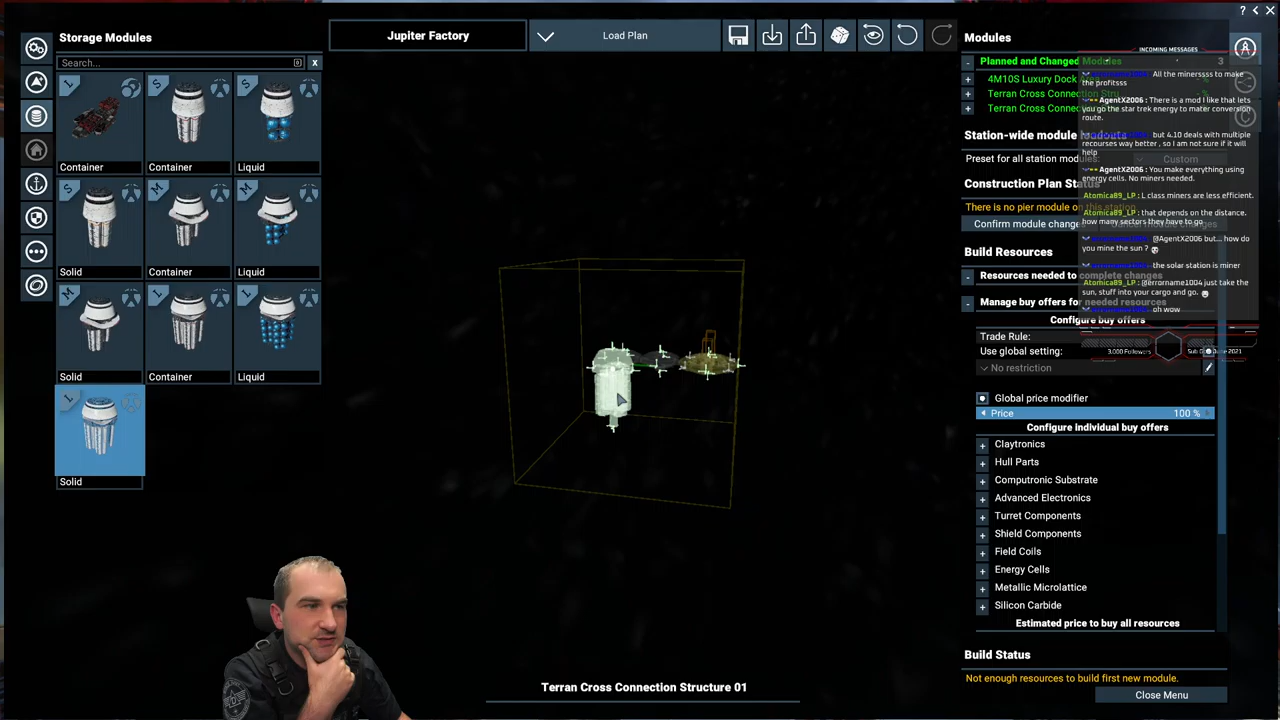 Storage Modules
Search...
x
Jupiter Factory
Load Plan
?
L
Container
S
Container
S
Liquid
S
Solid
M
Container
M
Liquid
M
Solid
L
Container
L
Liquid
L
Solid
Modules
- Planned and Changed Modules 3
+ 4M10S Luxury Dock
+ Terran Cross Connection Stru
+ Terran Cross Connec
Station-wide module loadouts
Preset for all station modules: Custom
Construction Plan Status
There is no pier module on this station
Confirm module changes
Cancel module changes
Build Resources
- Resources needed to complete changes
- Manage buy offers for needed resources
Configure buy offers
Trade Rule:
Use global setting:
No restriction
Global price modifier
Price 100 %
Configure individual buy offers
+ Claytronics
+ Hull Parts
+ Computronic Substrate
+ Advanced Electronics
+ Turret Components
+ Shield Components
+ Field Coils
+ Energy Cells
+ Metallic Microlattice
+ Silicon Carbide
Estimated price to buy all resources
Build Status
Not enough resources to build first new module.
Close Menu
INCOMING MESSAGES
All the minerssss to make
the profitsss
AgentX2006 : There is a mod I like that lets
you go the star trek energy to mater conversion
route.
but 4.10 deals with multiple
recourses way better , so I am not sure if it will
help
AgentX2006 : You make everything using
energy cells. No miners needed.
Atomica89_LP : L class miners are less efficient.
Atomica89_LP : that depends on the distance.
how many sectors they have to go
@AgentX2006 but... how do
you mine the sun ?
the solar station is miner
Atomica89_LP : @errorname1004 just take the
sun, stuff into your cargo and go.
oh wow
3,000 Followers
Terran Cross Connection Structure 01